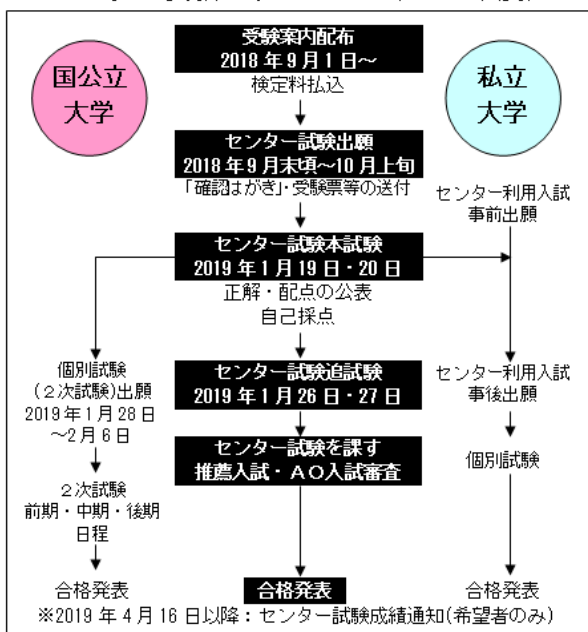 受験案内配布
2018年9月1日～
検定料払込
国公立
大学
私立
大学
センター試験出願
2018年9月末頃～10月上旬
「確認はがき」・受験票等の送付
センター利用入試
事前出願
センター試験本試験
2019年1月19日・20日
正解・配点の公表
自己採点
個別試験
(2次試験)出願
2019年1月28日
～2月6日
センター試験追試験
2019年1月26日・27日
センター利用入試
事後出願
センター試験を課す
推薦入試・AO入試審査
個別試験
2次試験
前期・中期・後期
日程
合格発表
合格発表
合格発表
※2019年4月16日以降：センター試験成績通知(希望者のみ)